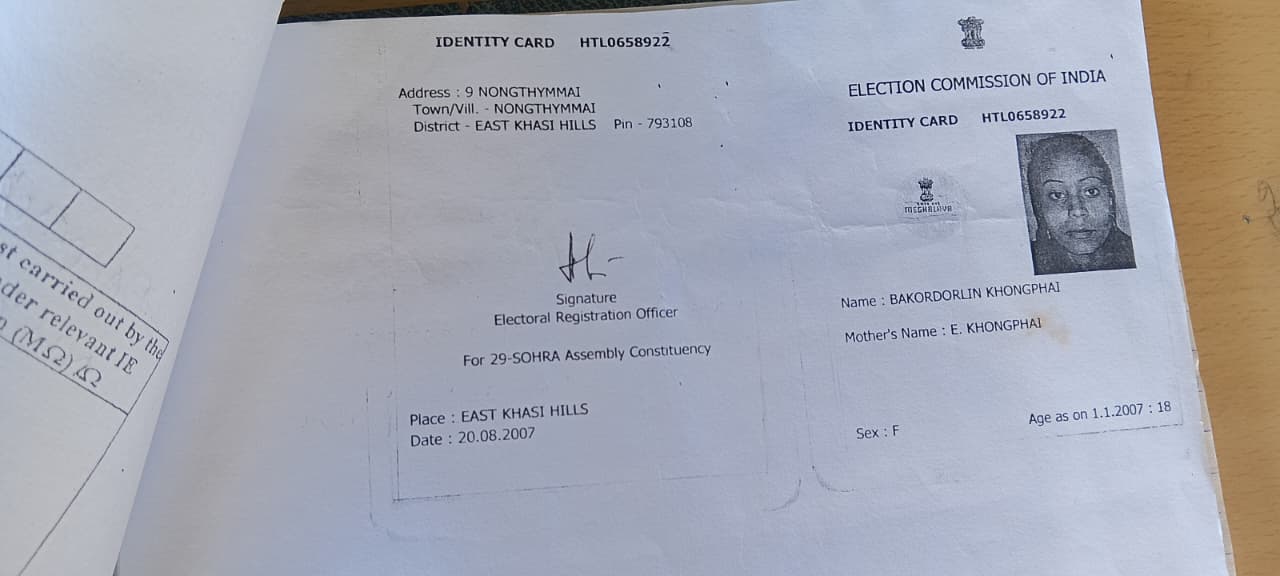 st carried out by the
der relevant IE
n (MΩ)/Ω
IDENTITY CARD HTL0658922
Address : 9 NONGTHYMMAI
Town/Vill. - NONGTHYMMAI
District - EAST KHASI HILLS Pin - 793108
Signature
Electoral Registration Officer
For 29-SOHRA Assembly Constituency
Place : EAST KHASI HILLS
Date : 20.08.2007
ELECTION COMMISSION OF INDIA
IDENTITY CARD HTL0658922
MEGHALAYA
Name : BAKORDORLIN KHONGPHAI
Mother's Name : E. KHONGPHAI
Sex : F
Age as on 1.1.2007 : 18